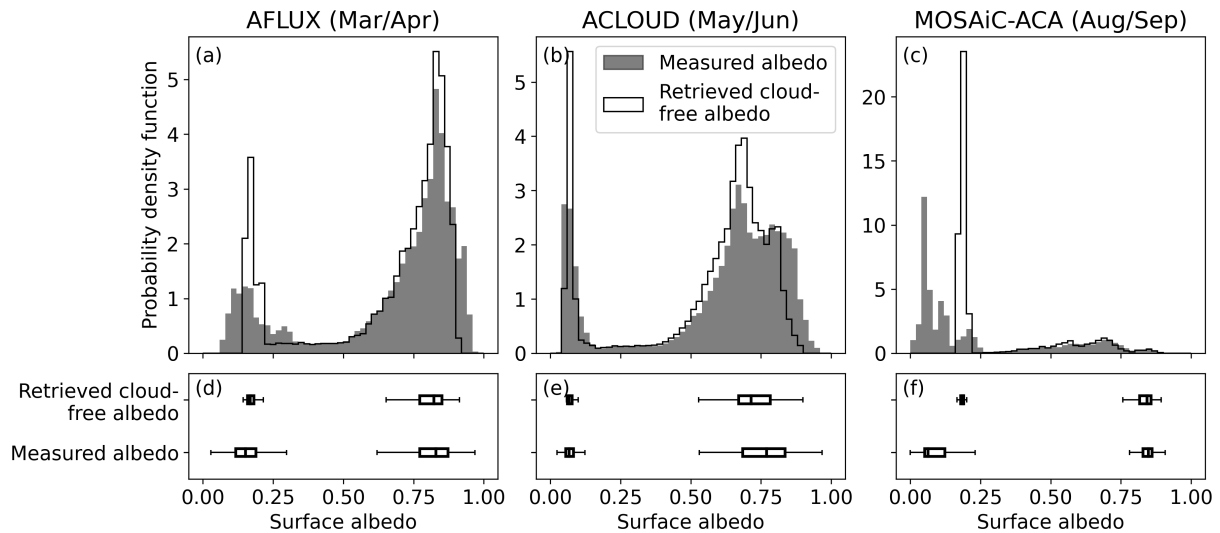 AFLUX (Mar/Apr)
ACLOUD (May/Jun)
MOSAiC-ACA (Aug/Sep)
(a)
(b)
(c)
Measured albedo
Retrieved cloud-
free albedo
Probability density function
5
4
3
2
1
0
5
4
3
2
1
0
20
15
10
5
0
Retrieved cloud-
free albedo
Measured albedo
(d)
(e)
(f)
0.00 0.25 0.50 0.75 1.00
0.00 0.25 0.50 0.75 1.00
0.00 0.25 0.50 0.75 1.00
Surface albedo
Surface albedo
Surface albedo